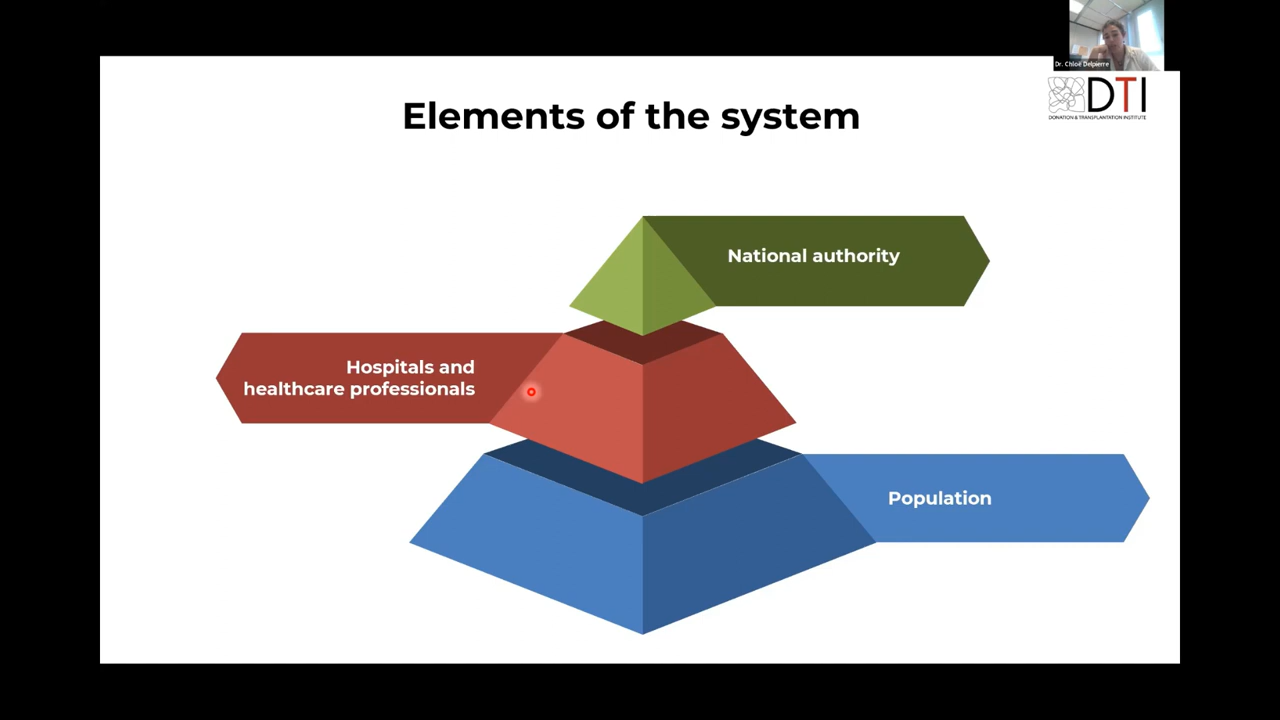 Dr. Chloë Delpierre
DTI
DONATION & TRANSPLANTATION INSTITUTE
Elements of the system
National authority
Hospitals and
healthcare professionals
Population